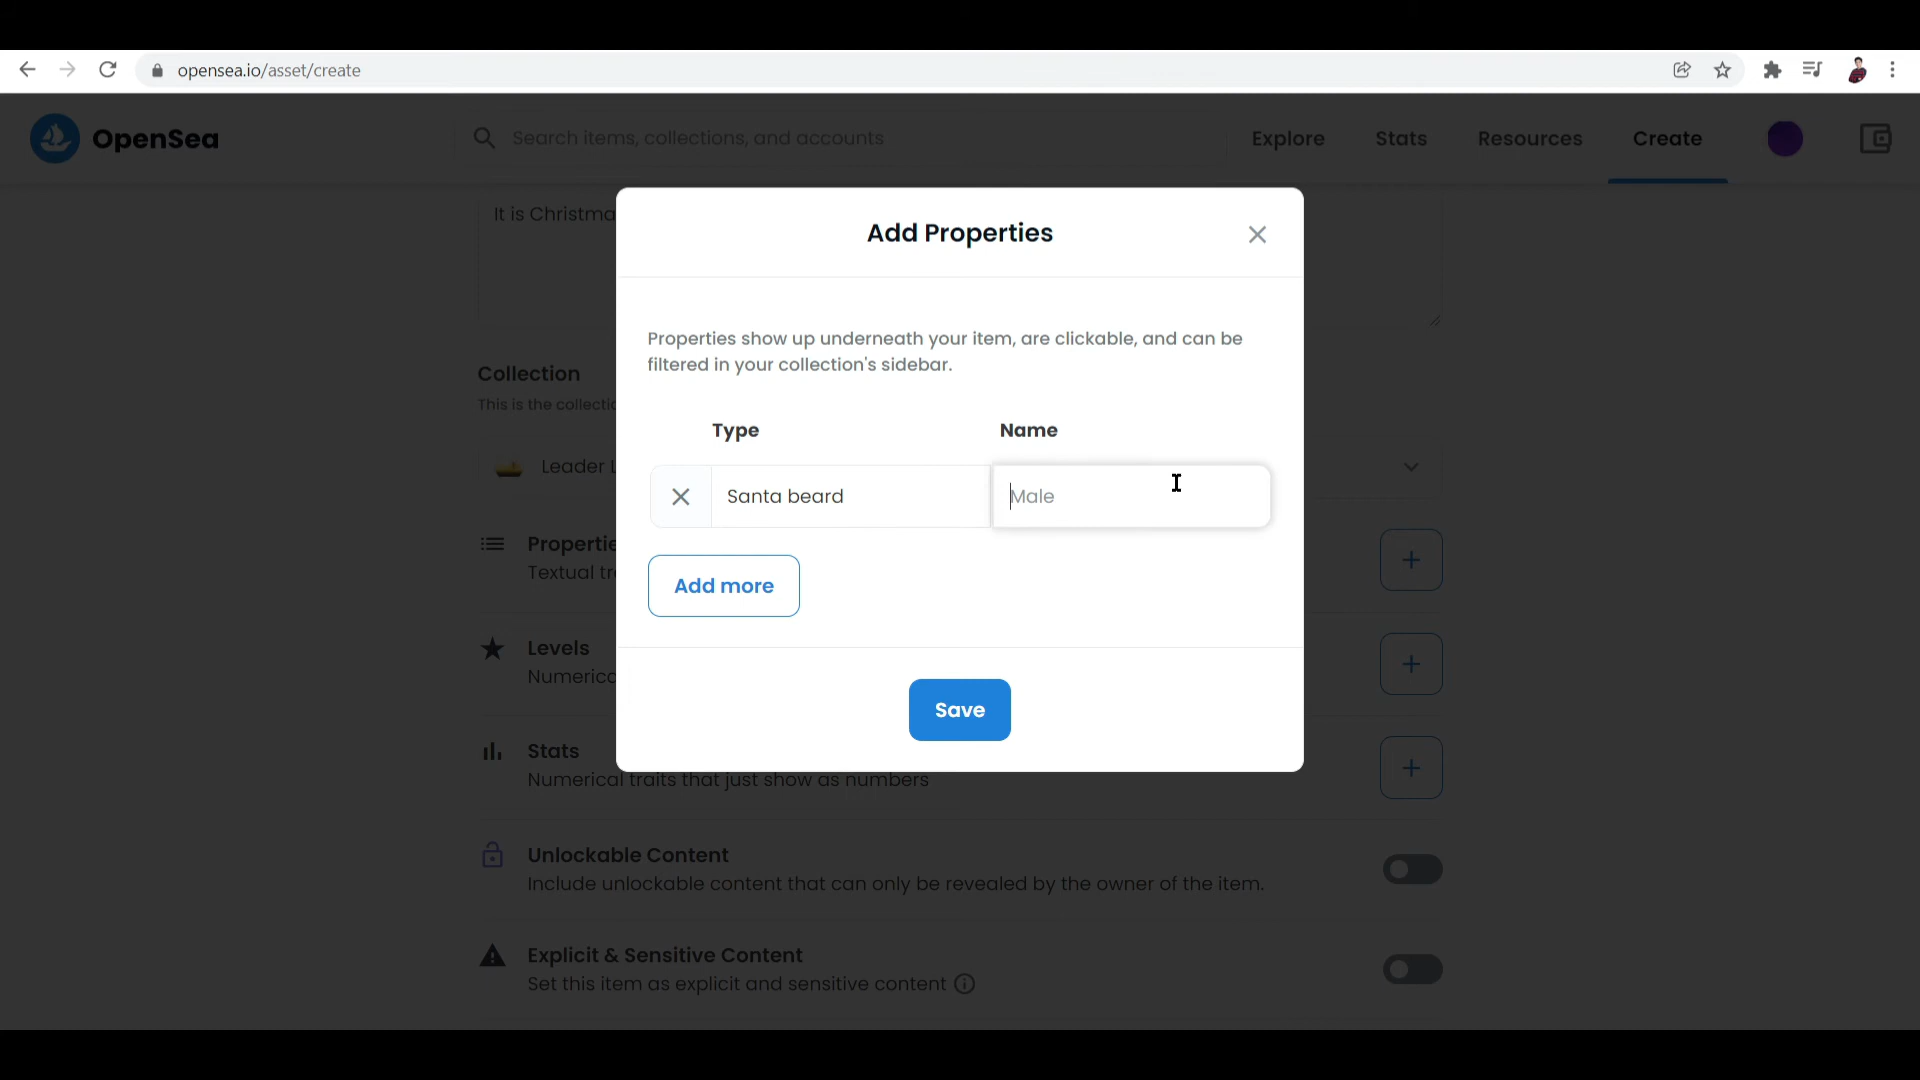 opensea.io/asset/create
OpenSea
Search items, collections, and accounts
Explore
Stats
Resources
Create
It is Christma
Add Properties
Properties show up underneath your item, are clickable, and can be
filtered in your collection's sidebar.
Collection
This is the collectio
Type
Name
Leader L
Santa beard
Male
Propertie
Textual tr
Add more
Levels
Numerica
Save
Stats
Numerical traits that just show as numbers
Unlockable Content
Include unlockable content that can only be revealed by the owner of the item.
Explicit & Sensitive Content
Set this item as explicit and sensitive content